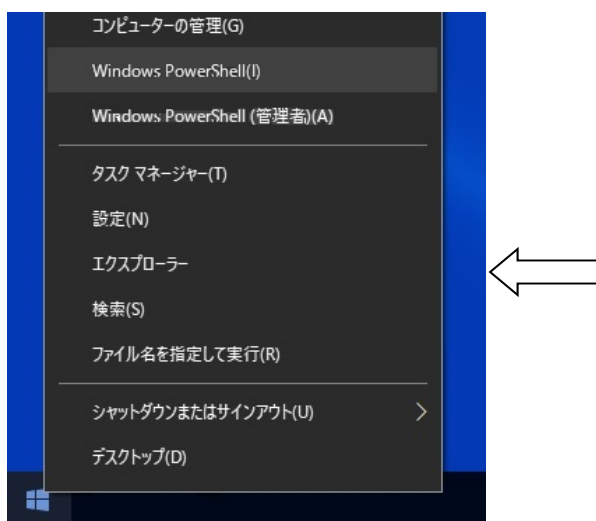 コンピューターの管理(G)
Windows PowerShell(I)
Windows PowerShell (管理者)(A)
タスク マネージャー(T)
設定(N)
エクスプローラー
検索(S)
ファイル名を指定して実行(R)
シャットダウンまたはサインアウト(U)
デスクトップ(D)